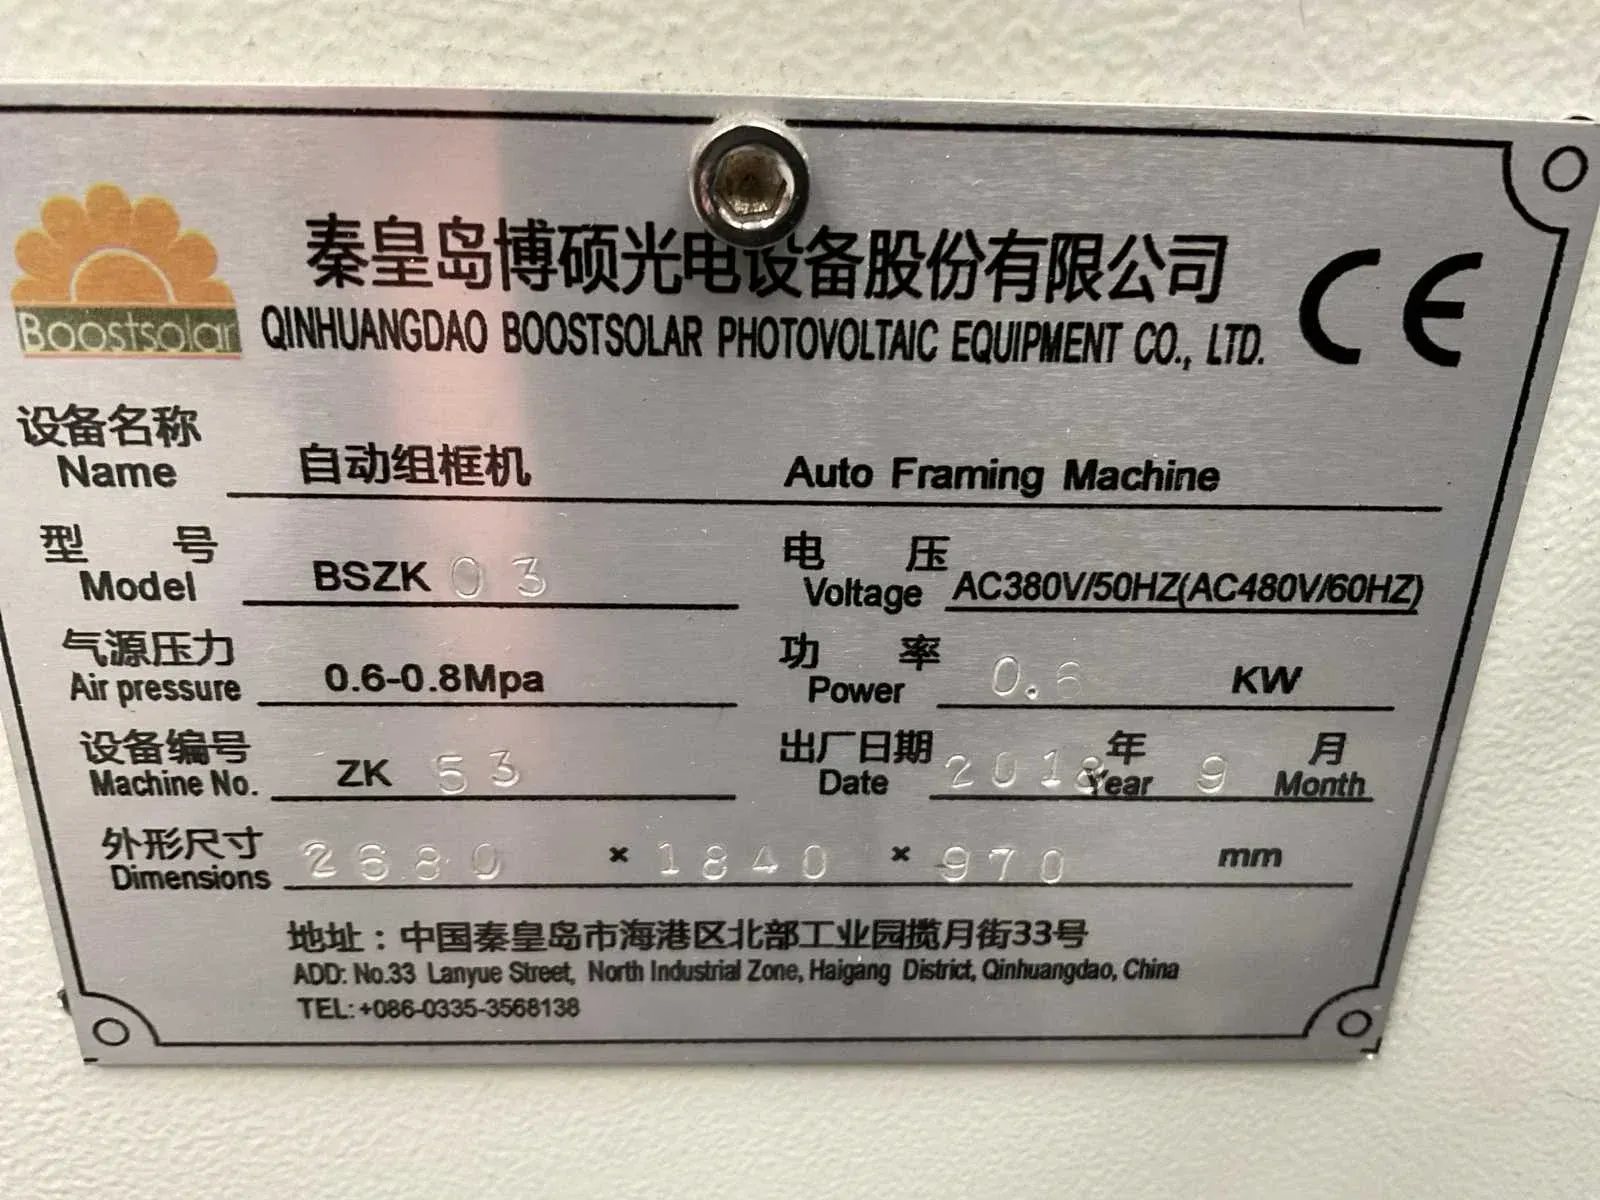 Boostsolar
秦皇岛博硕光电设备股份有限公司
QINHUANGDAO BOOSTSOLAR PHOTOVOLTAIC EQUIPMENT CO., LTD.
CE
设备名称 自动组框机 Auto Framing Machine
Name
型 号 BSZK 03
Model
电 压 AC380V/50HZ(AC480V/60HZ)
Voltage
气源压力 0.6-0.8Mpa
Air pressure
功 率 0.6 KW
Power
设备编号 ZK 53
Machine No.
出厂日期 2018 年 9 月
Date Year Month
外形尺寸 2680 × 1840 × 970 mm
Dimensions
地址：中国秦皇岛市海港区北部工业园揽月街33号
ADD: No.33 Lanyue Street, North Industrial Zone, Haigang District, Qinhuangdao, China
TEL: +086-0335-3568138